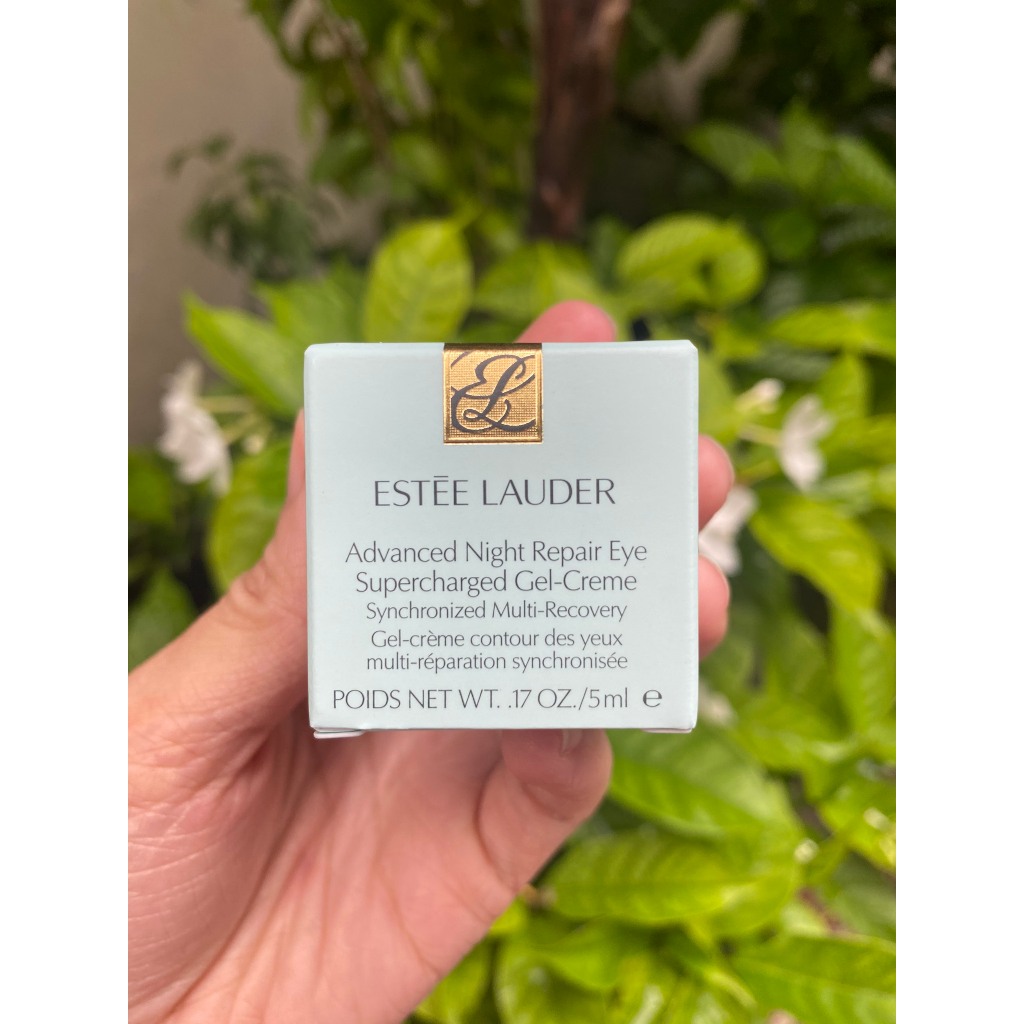 EL
ESTĒE LAUDER
Advanced Night Repair Eye
Supercharged Gel-Creme
Synchronized Multi-Recovery
Gel-crème contour des yeux
multi-réparation synchronisée
POIDS NET WT. .17 OZ./5ml ℮